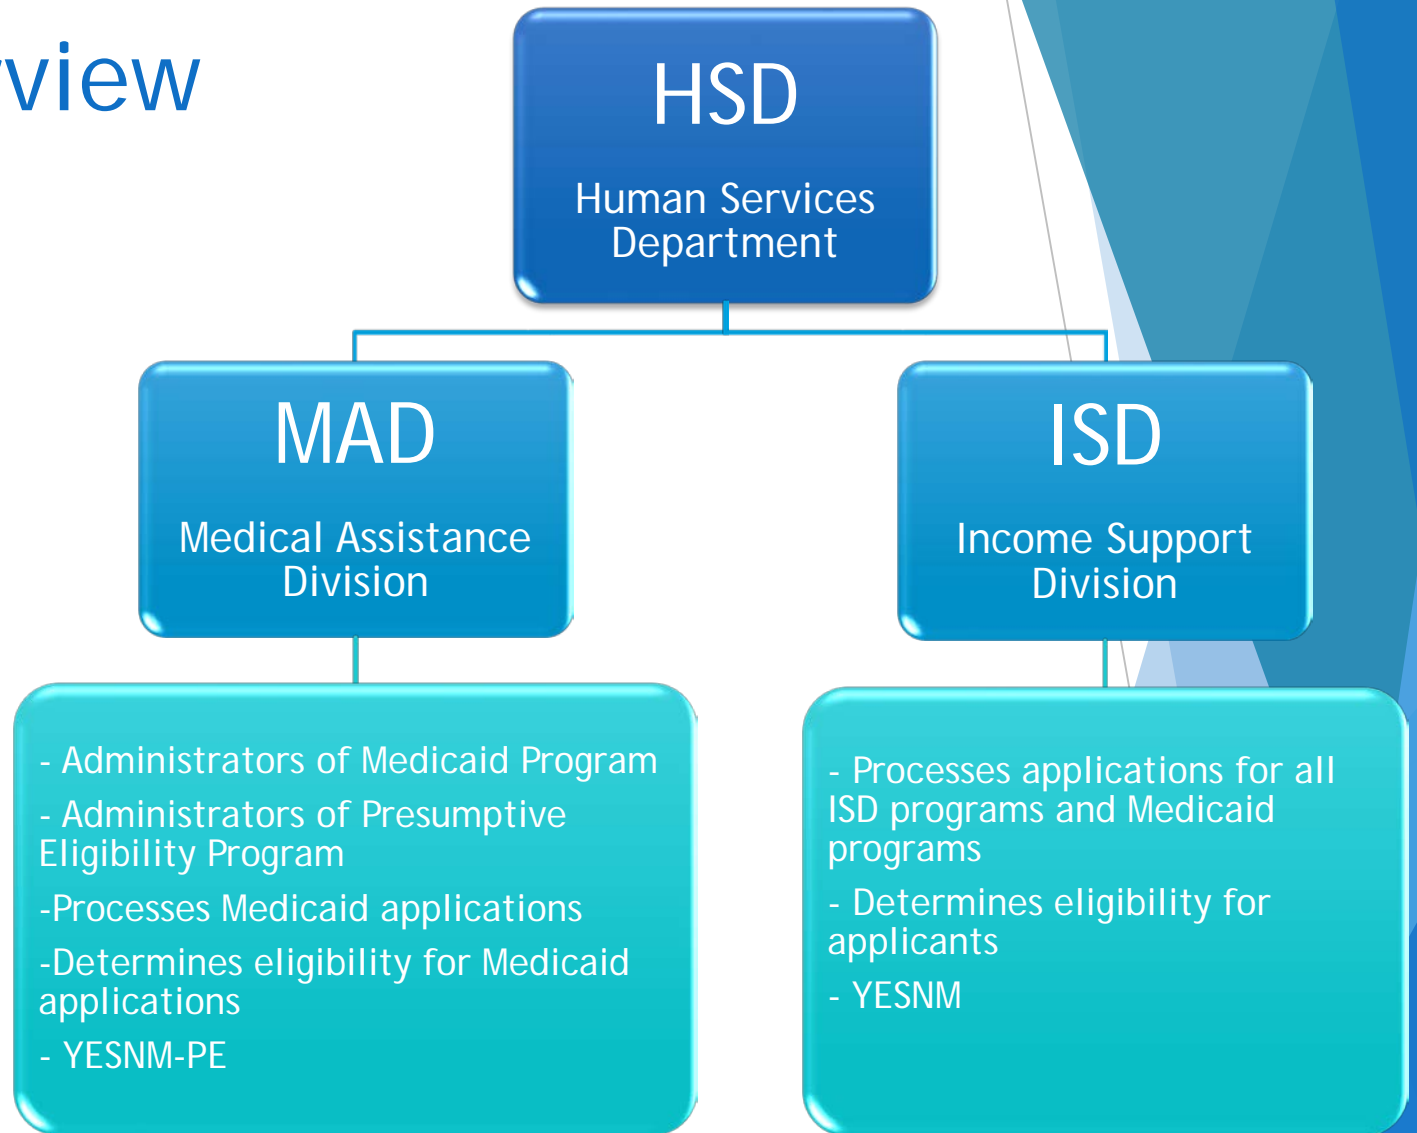 rview
HSD
Human Services
Department
MAD
Medical Assistance
Division
ISD
Income Support
Division
- Administrators of Medicaid Program
- Administrators of Presumptive
Eligibility Program
-Processes Medicaid applications
-Determines eligibility for Medicaid
applications
- YESNM-PE
- Processes applications for all
ISD programs and Medicaid
programs
- Determines eligibility for
applicants
- YESNM